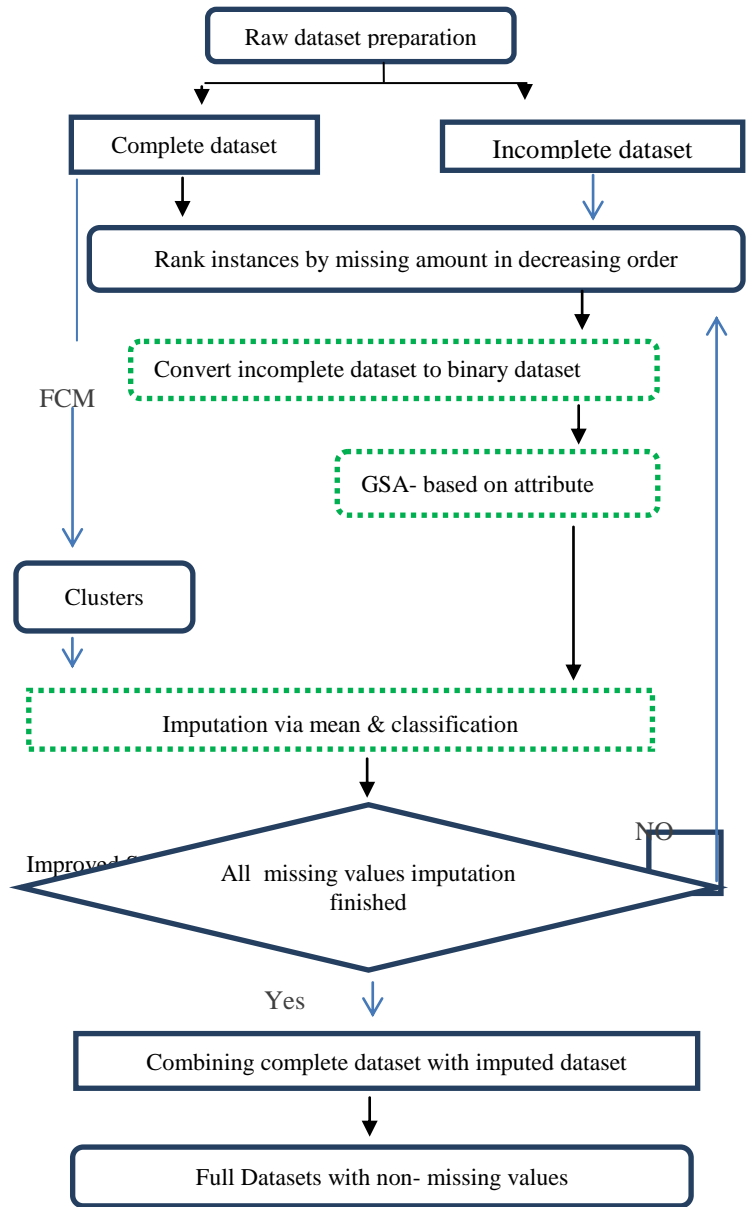 Raw dataset preparation
Complete dataset
Incomplete dataset
Rank instances by missing amount in decreasing order
Convert incomplete dataset to binary dataset
FCM
GSA- based on attribute
Clusters
Imputation via mean & classification
NO
Improved
All missing values imputation
finished
Yes
Combining complete dataset with imputed dataset
Full Datasets with non- missing values